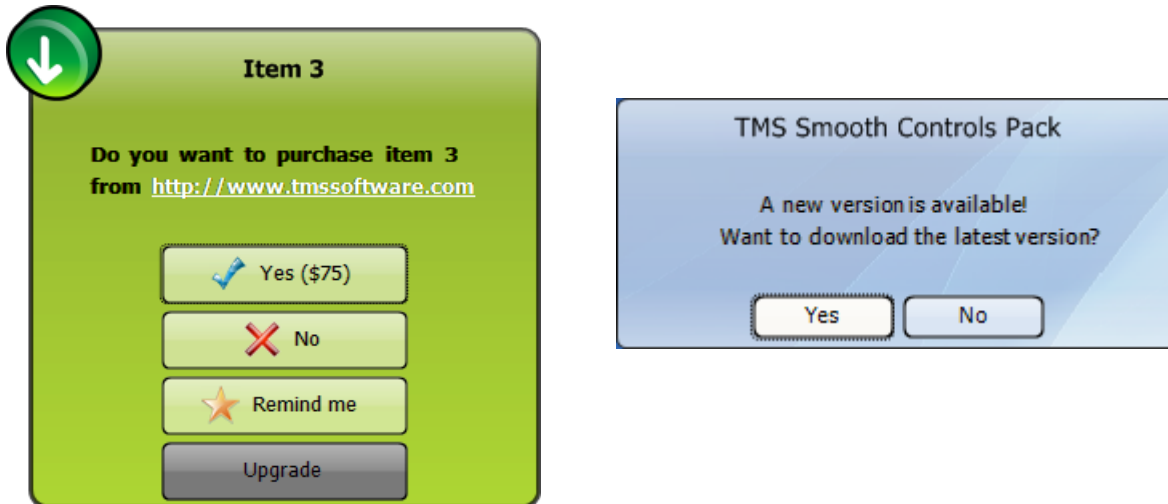 Item 3
Do you want to purchase item 3
from http://www.tmssoftware.com
Yes ($75)
No
Remind me
Upgrade
TMS Smooth Controls Pack
A new version is available!
Want to download the latest version?
Yes
No